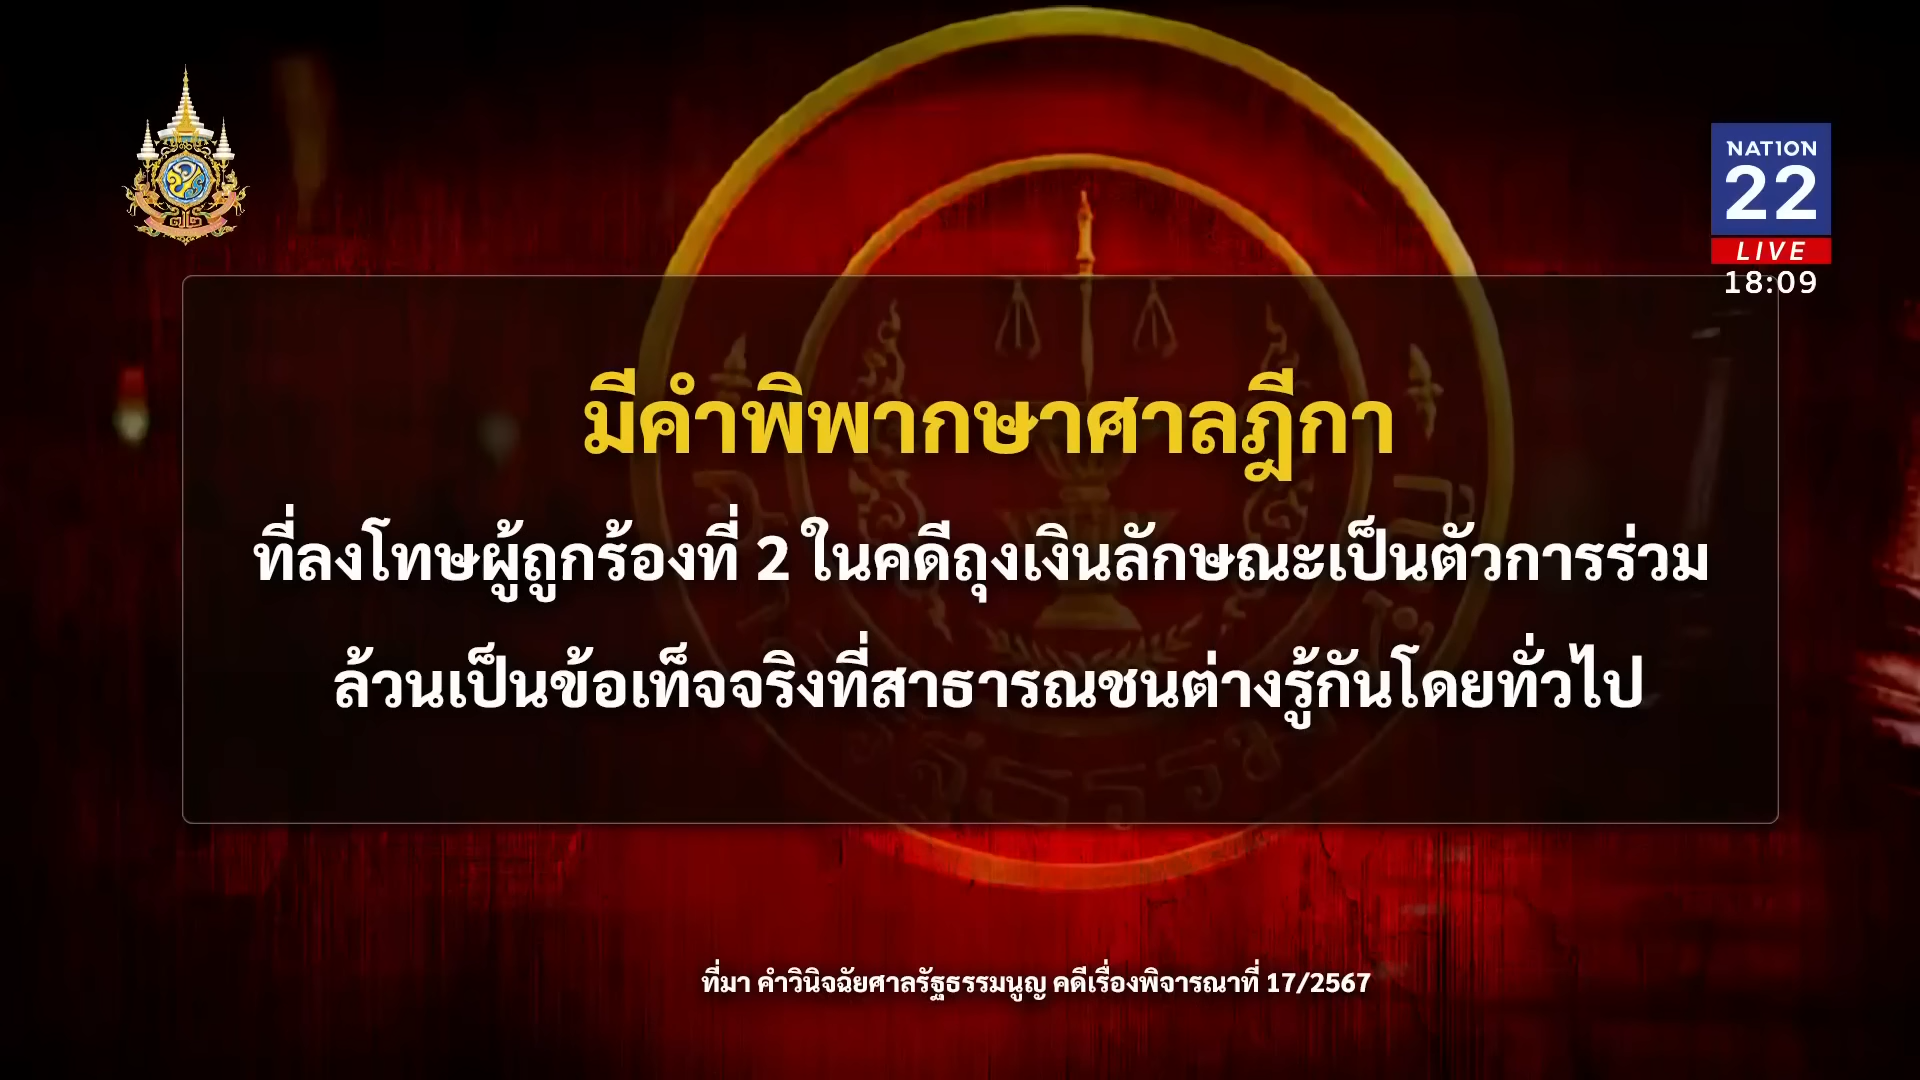 NATION
22
LIVE
18:09
มีคำพิพากษาศาลฎีกา
ที่ลงโทษผู้ถูกร้องที่ 2 ในคดีถุงเงินลักษณะเป็นตัวการร่วม
ล้วนเป็นข้อเท็จจริงที่สาธารณชนต่างรู้กันโดยทั่วไป
ที่มา คำวินิจฉัยศาลรัฐธรรมนูญ คดีเรื่องพิจารณาที่ 17/2567